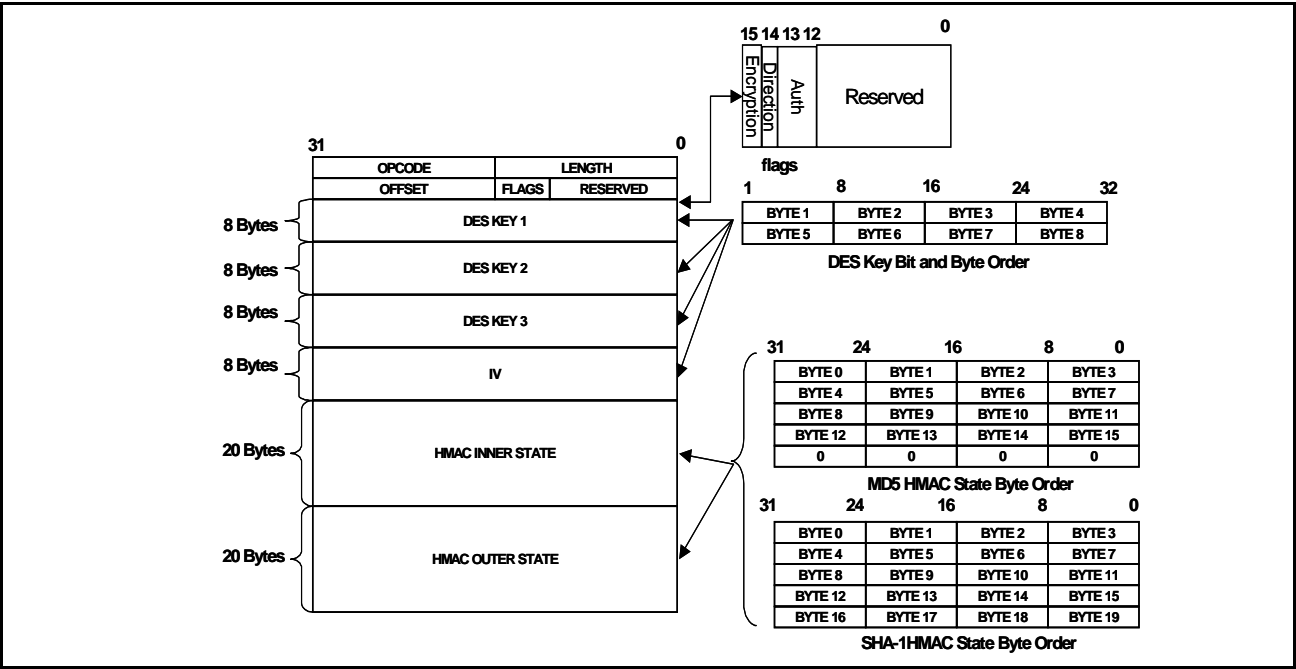 15 14 13 12 0
Encryption
Direction
Auth
Reserved
flags
31 0
OPCODE LENGTH
OFFSET FLAGS RESERVED
8 Bytes DES KEY 1
8 Bytes DES KEY 2
8 Bytes DES KEY 3
8 Bytes IV
20 Bytes HMAC INNER STATE
20 Bytes HMAC OUTER STATE
1 8 16 24 32
BYTE 1 BYTE 2 BYTE 3 BYTE 4
BYTE 5 BYTE 6 BYTE 7 BYTE 8
DES Key Bit and Byte Order
31 24 16 8 0
BYTE 0 BYTE 1 BYTE 2 BYTE 3
BYTE 4 BYTE 5 BYTE 6 BYTE 7
BYTE 8 BYTE 9 BYTE 10 BYTE 11
BYTE 12 BYTE 13 BYTE 14 BYTE 15
0 0 0 0
MD5 HMAC State Byte Order
31 24 16 8 0
BYTE 0 BYTE 1 BYTE 2 BYTE 3
BYTE 4 BYTE 5 BYTE 6 BYTE 7
BYTE 8 BYTE 9 BYTE 10 BYTE 11
BYTE 12 BYTE 13 BYTE 14 BYTE 15
BYTE 16 BYTE 17 BYTE 18 BYTE 19
SHA-1HMAC State Byte Order